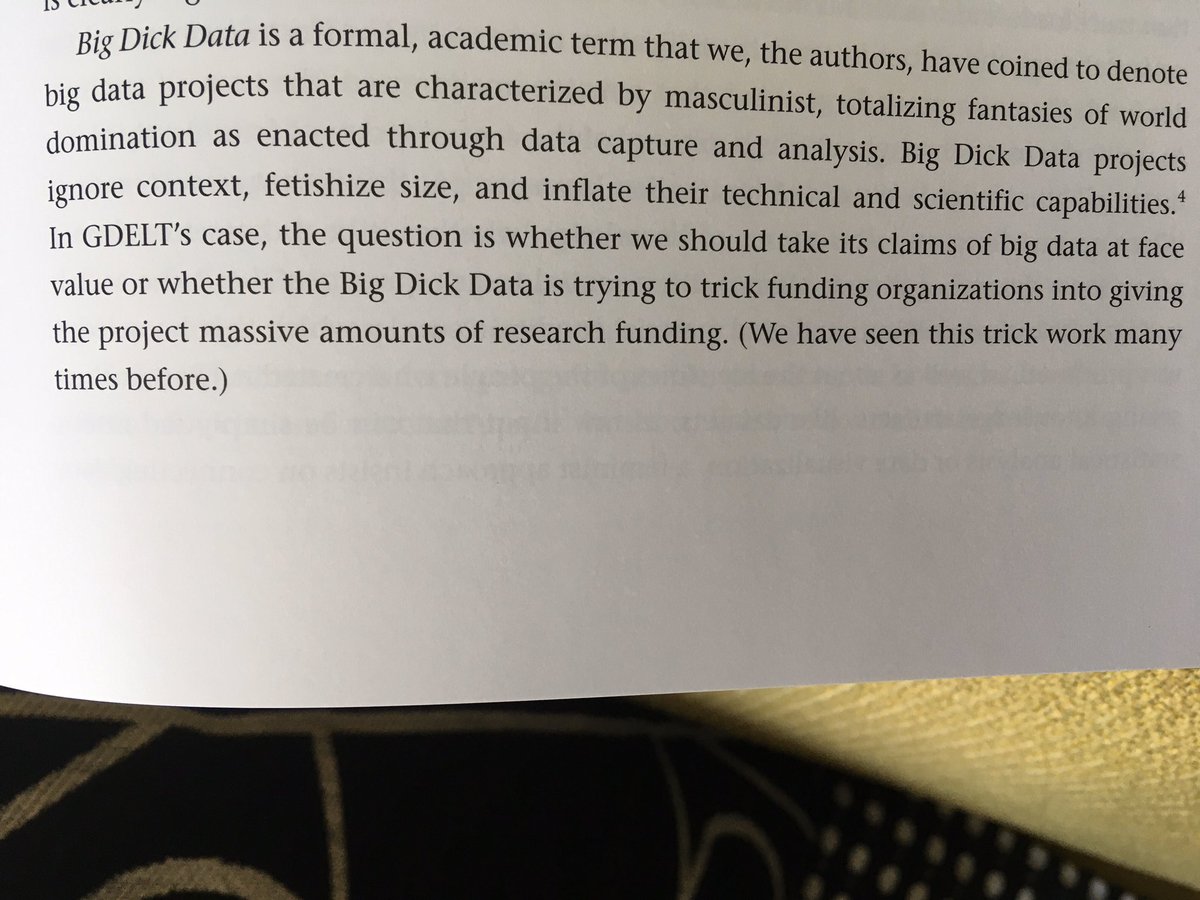 Big Dick Data is a formal, academic term that we, the authors, have coined to denote
big data projects that are characterized by masculinist, totalizing fantasies of world
domination as enacted through data capture and analysis. Big Dick Data projects
ignore context, fetishize size, and inflate their technical and scientific capabilities.⁴
In GDELT’s case, the question is whether we should take its claims of big data at face
value or whether the Big Dick Data is trying to trick funding organizations into giving
the project massive amounts of research funding. (We have seen this trick work many
times before.)